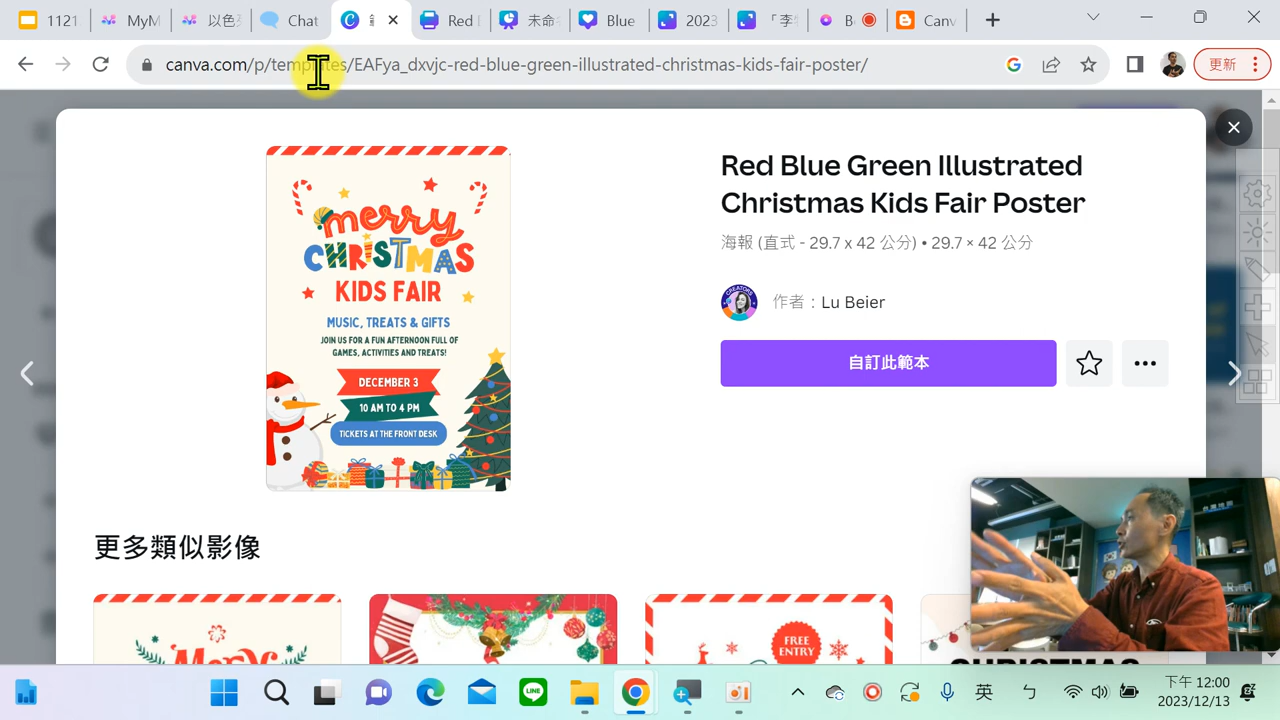 1121
MyM
以色列
Chat
Red
未命
Blue
2023
「李
B
Canv
canva.com/p/templates/EAFya_dxvjc-red-blue-green-illustrated-christmas-kids-fair-poster/
更新
Red Blue Green Illustrated
Christmas Kids Fair Poster
海報 (直式 - 29.7 x 42 公分) • 29.7 × 42 公分
CREATORS
作者：Lu Beier
自訂此範本
merry
CHRISTMAS
KIDS FAIR
MUSIC, TREATS & GIFTS
JOIN US FOR A FUN AFTERNOON FULL OF
GAMES, ACTIVITIES AND TREATS!
DECEMBER 3
10 AM TO 4 PM
TICKETS AT THE FRONT DESK
更多類似影像
Merry
FREE
ENTRY
CHRISTMAS
LINE
英
ㄅ
下午 12:00
2023/12/13